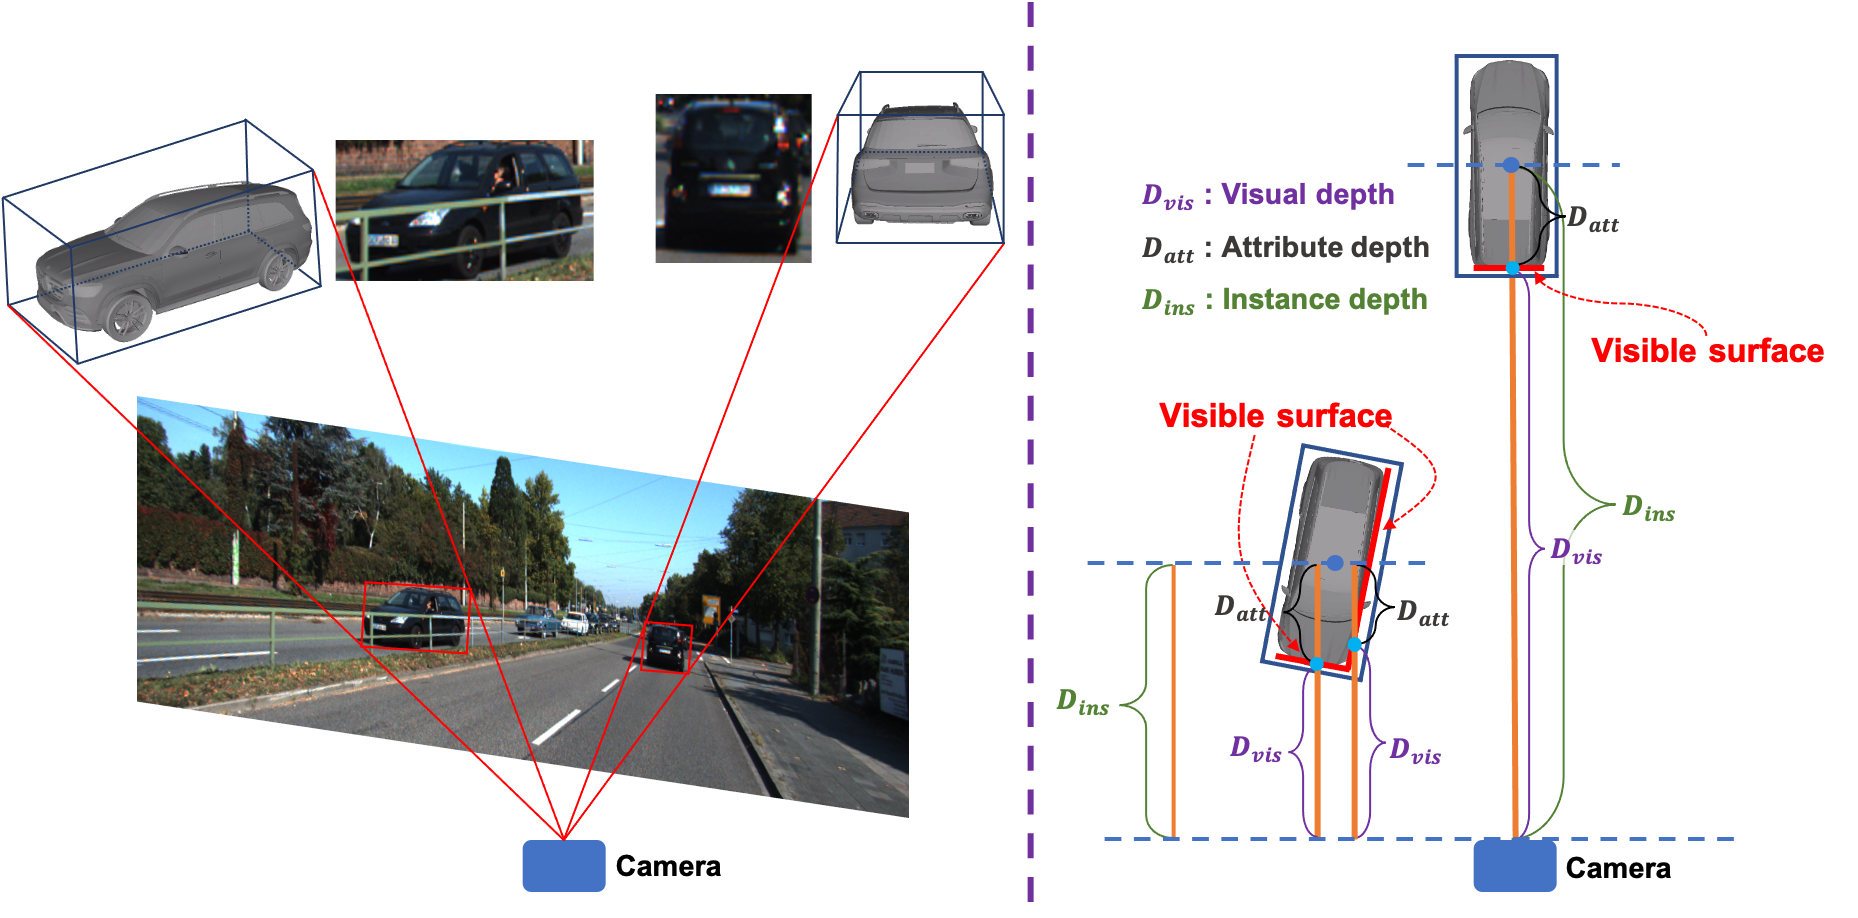 Camera
D_vis : Visual depth
D_att : Attribute depth
D_ins : Instance depth
D_att
Visible surface
Visible surface
D_ins
D_vis
D_att
D_att
D_ins
D_vis
D_vis
Camera